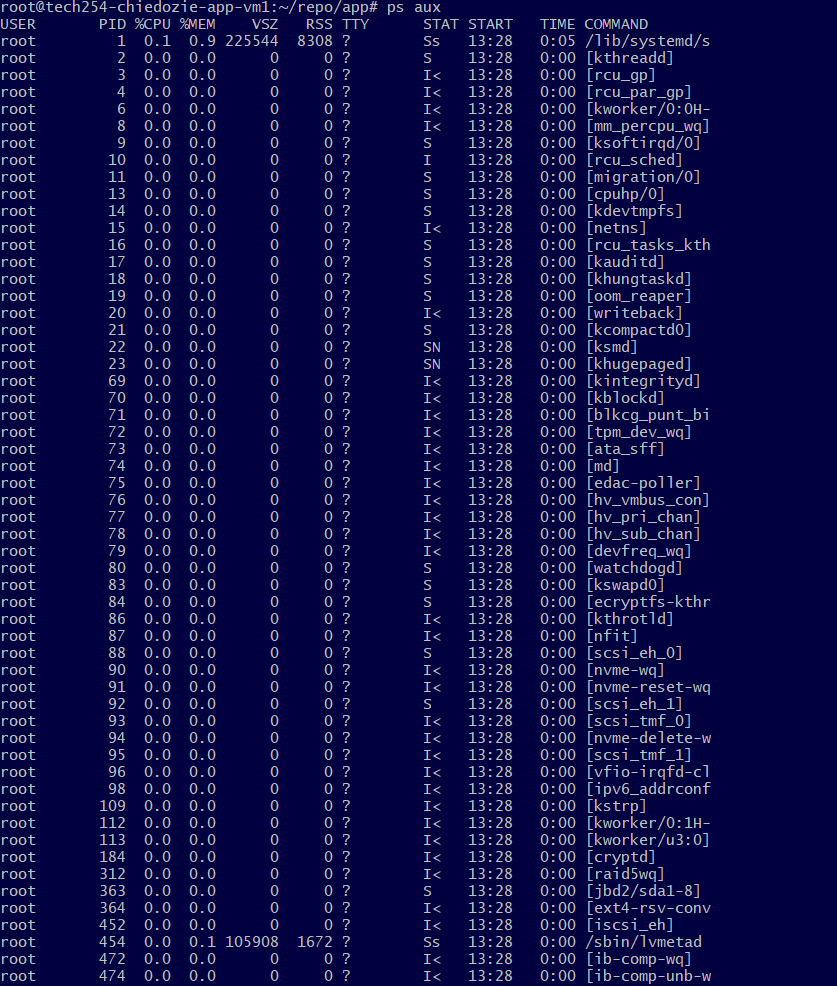 root@tech254-chiedozie-app-vm1:~/repo/app# ps aux
USER       PID %CPU %MEM    VSZ   RSS TTY      STAT START   TIME COMMAND
root         1  0.1  0.9 225544  8308 ?        Ss   13:28   0:05 /lib/systemd/s
root         2  0.0  0.0      0     0 ?        S    13:28   0:00 [kthreadd]
root         3  0.0  0.0      0     0 ?        I<   13:28   0:00 [rcu_gp]
root         4  0.0  0.0      0     0 ?        I<   13:28   0:00 [rcu_par_gp]
root         6  0.0  0.0      0     0 ?        I<   13:28   0:00 [kworker/0:0H-
root         8  0.0  0.0      0     0 ?        I<   13:28   0:00 [mm_percpu_wq]
root         9  0.0  0.0      0     0 ?        S    13:28   0:00 [ksoftirqd/0]
root        10  0.0  0.0      0     0 ?        I    13:28   0:00 [rcu_sched]
root        11  0.0  0.0      0     0 ?        S    13:28   0:00 [migration/0]
root        13  0.0  0.0      0     0 ?        S    13:28   0:00 [cpuhp/0]
root        14  0.0  0.0      0     0 ?        S    13:28   0:00 [kdevtmpfs]
root        15  0.0  0.0      0     0 ?        I<   13:28   0:00 [netns]
root        16  0.0  0.0      0     0 ?        S    13:28   0:00 [rcu_tasks_kth
root        17  0.0  0.0      0     0 ?        S    13:28   0:00 [kauditd]
root        18  0.0  0.0      0     0 ?        S    13:28   0:00 [khungtaskd]
root        19  0.0  0.0      0     0 ?        S    13:28   0:00 [oom_reaper]
root        20  0.0  0.0      0     0 ?        I<   13:28   0:00 [writeback]
root        21  0.0  0.0      0     0 ?        S    13:28   0:00 [kcompactd0]
root        22  0.0  0.0      0     0 ?        SN   13:28   0:00 [ksmd]
root        23  0.0  0.0      0     0 ?        SN   13:28   0:00 [khugepaged]
root        69  0.0  0.0      0     0 ?        I<   13:28   0:00 [kintegrityd]
root        70  0.0  0.0      0     0 ?        I<   13:28   0:00 [kblockd]
root        71  0.0  0.0      0     0 ?        I<   13:28   0:00 [blkcg_punt_bi
root        72  0.0  0.0      0     0 ?        I<   13:28   0:00 [tpm_dev_wq]
root        73  0.0  0.0      0     0 ?        I<   13:28   0:00 [ata_sff]
root        74  0.0  0.0      0     0 ?        I<   13:28   0:00 [md]
root        75  0.0  0.0      0     0 ?        I<   13:28   0:00 [edac-poller]
root        76  0.0  0.0      0     0 ?        I<   13:28   0:00 [hv_vmbus_con]
root        77  0.0  0.0      0     0 ?        I<   13:28   0:00 [hv_pri_chan]
root        78  0.0  0.0      0     0 ?        I<   13:28   0:00 [hv_sub_chan]
root        79  0.0  0.0      0     0 ?        I<   13:28   0:00 [devfreq_wq]
root        80  0.0  0.0      0     0 ?        S    13:28   0:00 [watchdogd]
root        83  0.0  0.0      0     0 ?        S    13:28   0:00 [kswapd0]
root        84  0.0  0.0      0     0 ?        S    13:28   0:00 [ecryptfs-kthr
root        86  0.0  0.0      0     0 ?        I<   13:28   0:00 [kthrotld]
root        87  0.0  0.0      0     0 ?        I<   13:28   0:00 [nfit]
root        88  0.0  0.0      0     0 ?        S    13:28   0:00 [scsi_eh_0]
root        90  0.0  0.0      0     0 ?        I<   13:28   0:00 [nvme-wq]
root        91  0.0  0.0      0     0 ?        I<   13:28   0:00 [nvme-reset-wq
root        92  0.0  0.0      0     0 ?        S    13:28   0:00 [scsi_eh_1]
root        93  0.0  0.0      0     0 ?        I<   13:28   0:00 [scsi_tmf_0]
root        94  0.0  0.0      0     0 ?        I<   13:28   0:00 [nvme-delete-w
root        95  0.0  0.0      0     0 ?        I<   13:28   0:00 [scsi_tmf_1]
root        96  0.0  0.0      0     0 ?        I<   13:28   0:00 [vfio-irqfd-cl
root        98  0.0  0.0      0     0 ?        I<   13:28   0:00 [ipv6_addrconf
root       109  0.0  0.0      0     0 ?        I<   13:28   0:00 [kstrp]
root       112  0.0  0.0      0     0 ?        I<   13:28   0:00 [kworker/0:1H-
root       113  0.0  0.0      0     0 ?        I<   13:28   0:00 [kworker/u3:0]
root       184  0.0  0.0      0     0 ?        I<   13:28   0:00 [cryptd]
root       312  0.0  0.0      0     0 ?        I<   13:28   0:00 [raid5wq]
root       363  0.0  0.0      0     0 ?        S    13:28   0:00 [jbd2/sda1-8]
root       364  0.0  0.0      0     0 ?        I<   13:28   0:00 [ext4-rsv-conv
root       452  0.0  0.0      0     0 ?        I<   13:28   0:00 [iscsi_eh]
root       454  0.0  0.1 105908  1672 ?        Ss   13:28   0:00 /sbin/lvmetad
root       472  0.0  0.0      0     0 ?        I<   13:28   0:00 [ib-comp-wq]
root       474  0.0  0.0      0     0 ?        I<   13:28   0:00 [ib-comp-unb-w